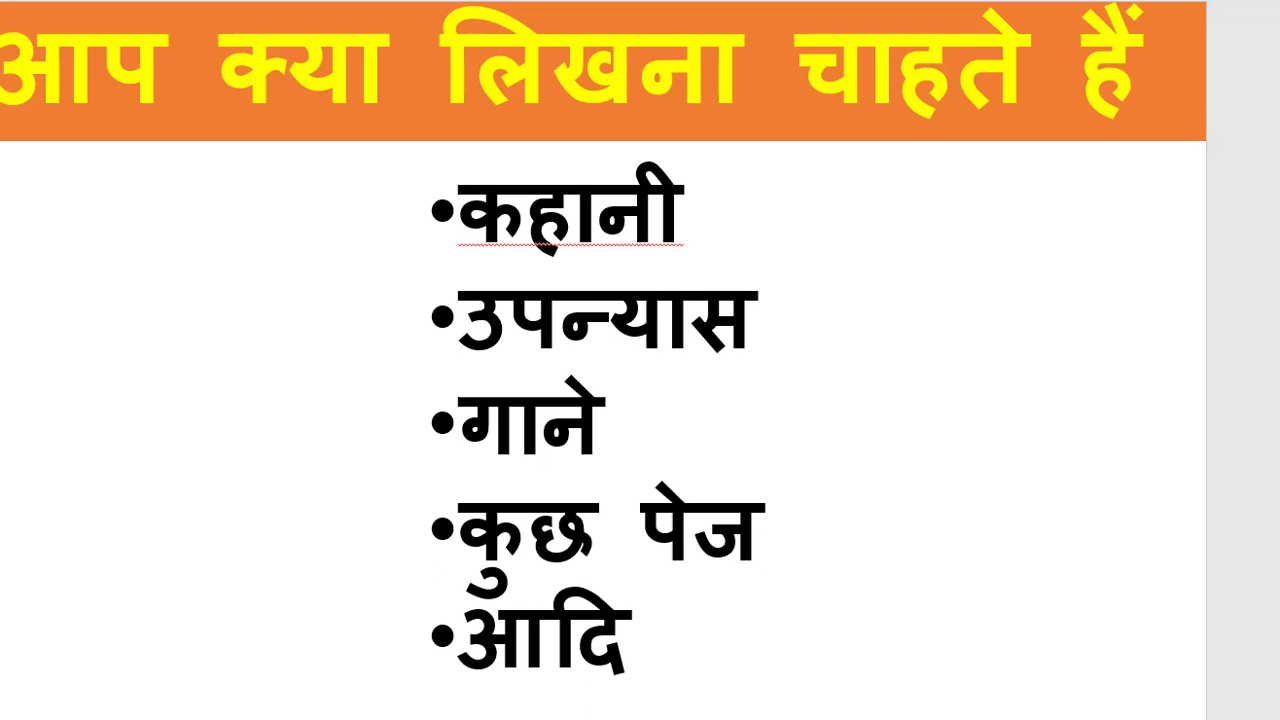 आप क्या लिखना चाहते हैं
•कहानी
•उपन्यास
•गाने
•कुछ पेज
•आदि